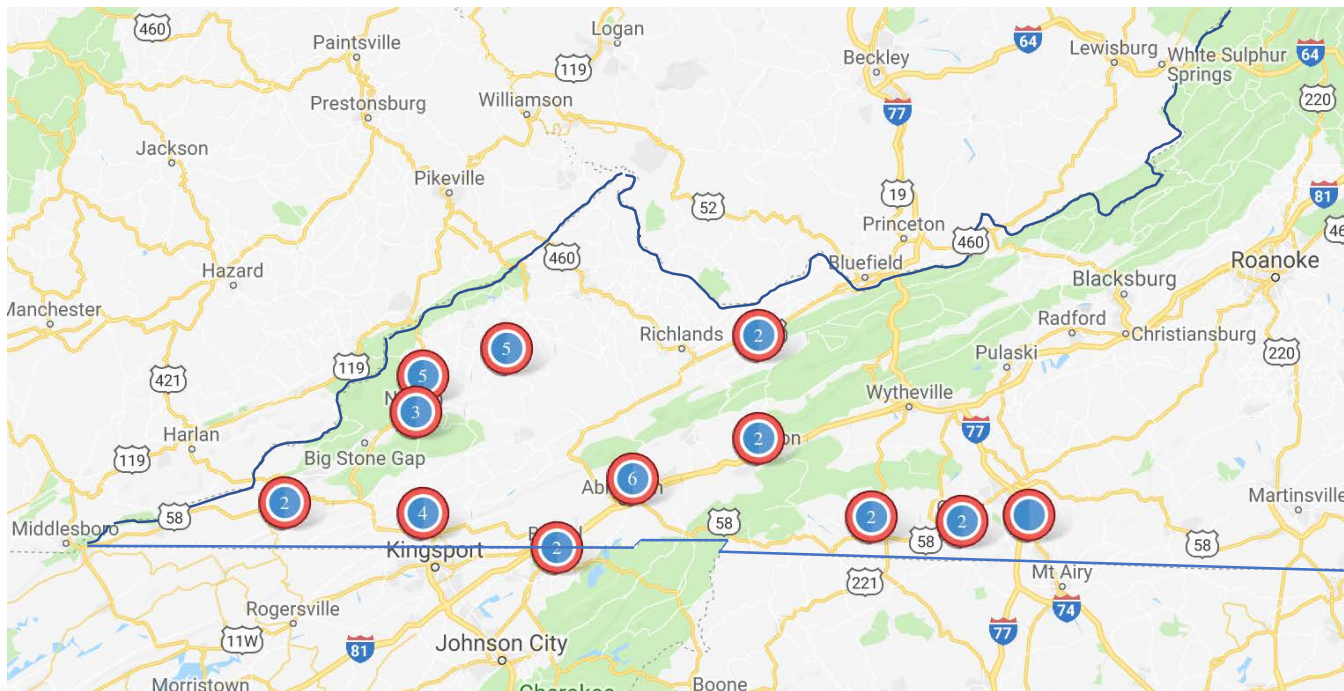 460
Paintsville
Logan
119
Beckley
64
Lewisburg
White Sulphur
Springs
64
220
Prestonsburg
Williamson
77
Jackson
Pikeville
19
81
52
Princeton
460
460
Hazard
Bluefield
Blacksburg
Roanoke
Manchester
Richlands
2
Radford
Christiansburg
5
119
5
Pulaski
220
421
3
Wytheville
77
Harlan
2
Big Stone Gap
119
6
2
58
4
2
2
Martinsville
Middlesboro
58
58
58
2
Kingsport
221
Mt Airy
74
Rogersville
11W
77
81
Johnson City
Morristown
Boone
Cherokee